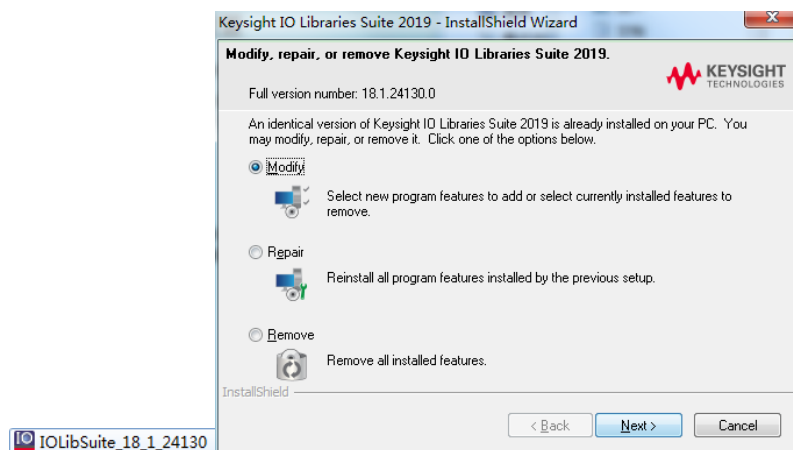 Keysight IO Libraries Suite 2019 - InstallShield Wizard
Modify, repair, or remove Keysight IO Libraries Suite 2019.
KEYSIGHT
TECHNOLOGIES
Full version number: 18.1.24130.0
An identical version of Keysight IO Libraries Suite 2019 is already installed on your PC. You
may modify, repair, or remove it. Click one of the options below.
Modify
Select new program features to add or select currently installed features to
remove.
Repair
Reinstall all program features installed by the previous setup.
Remove
Remove all installed features.
InstallShield
< Back
Next >
Cancel
IO
IOLibSuite_18_1_24130